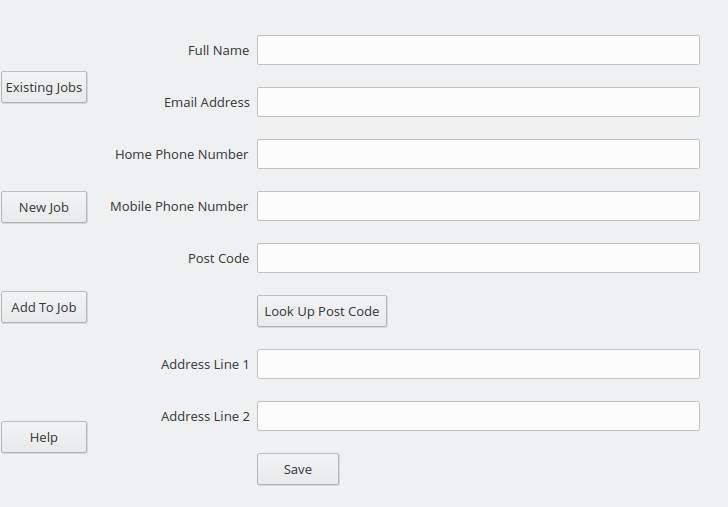 Full Name
Existing Jobs
Email Address
Home Phone Number
New Job
Mobile Phone Number
Post Code
Add To Job
Look Up Post Code
Address Line 1
Address Line 2
Help
Save